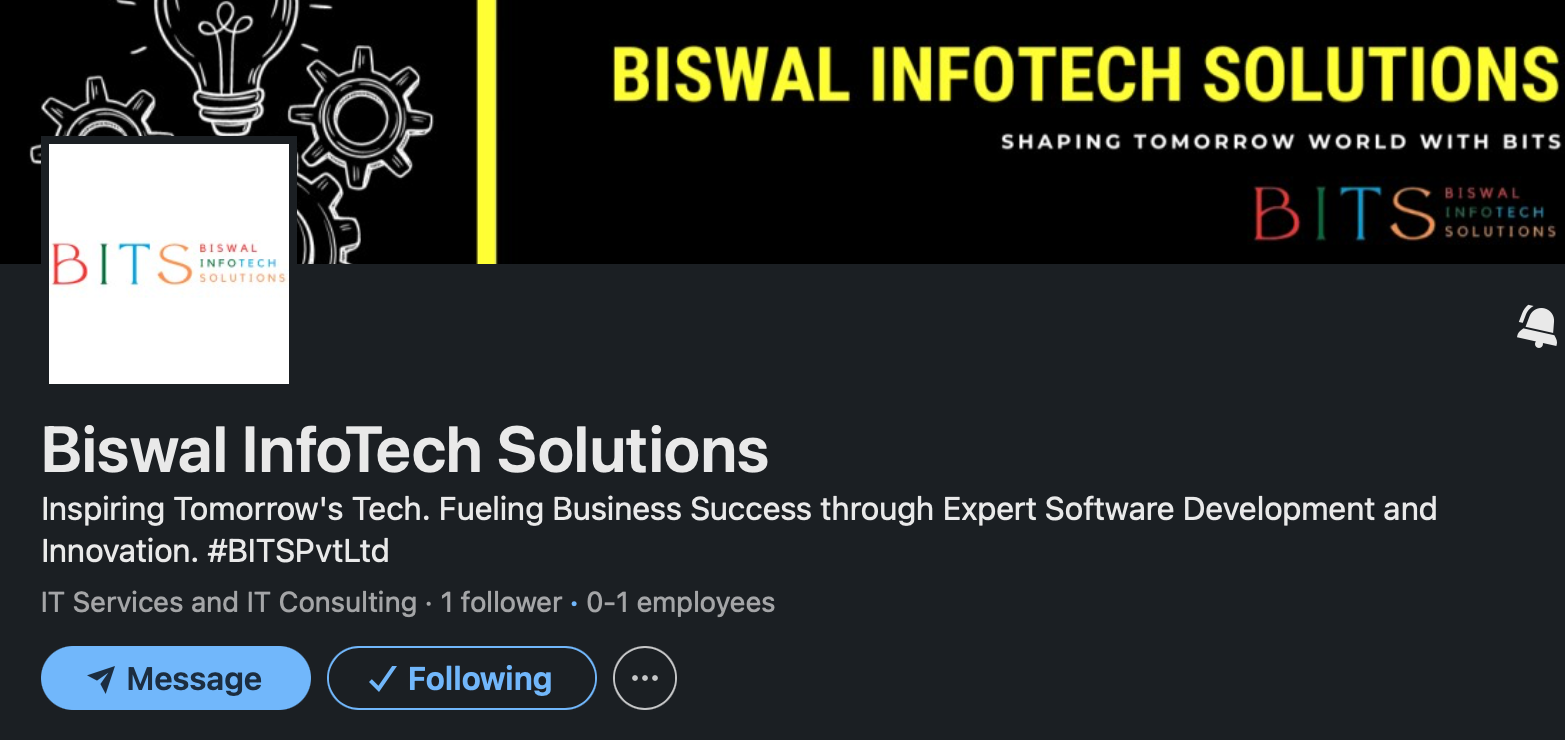 BISWAL INFOTECH SOLUTIONS
SHAPING TOMORROW WORLD WITH BITS
BITS BISWAL
INFOTECH
SOLUTIONS
BITS BISWAL
INFOTECH
SOLUTIONS
Biswal InfoTech Solutions
Inspiring Tomorrow's Tech. Fueling Business Success through Expert Software Development and
Innovation. #BITSPvtLtd
IT Services and IT Consulting · 1 follower · 0-1 employees
Message
Following